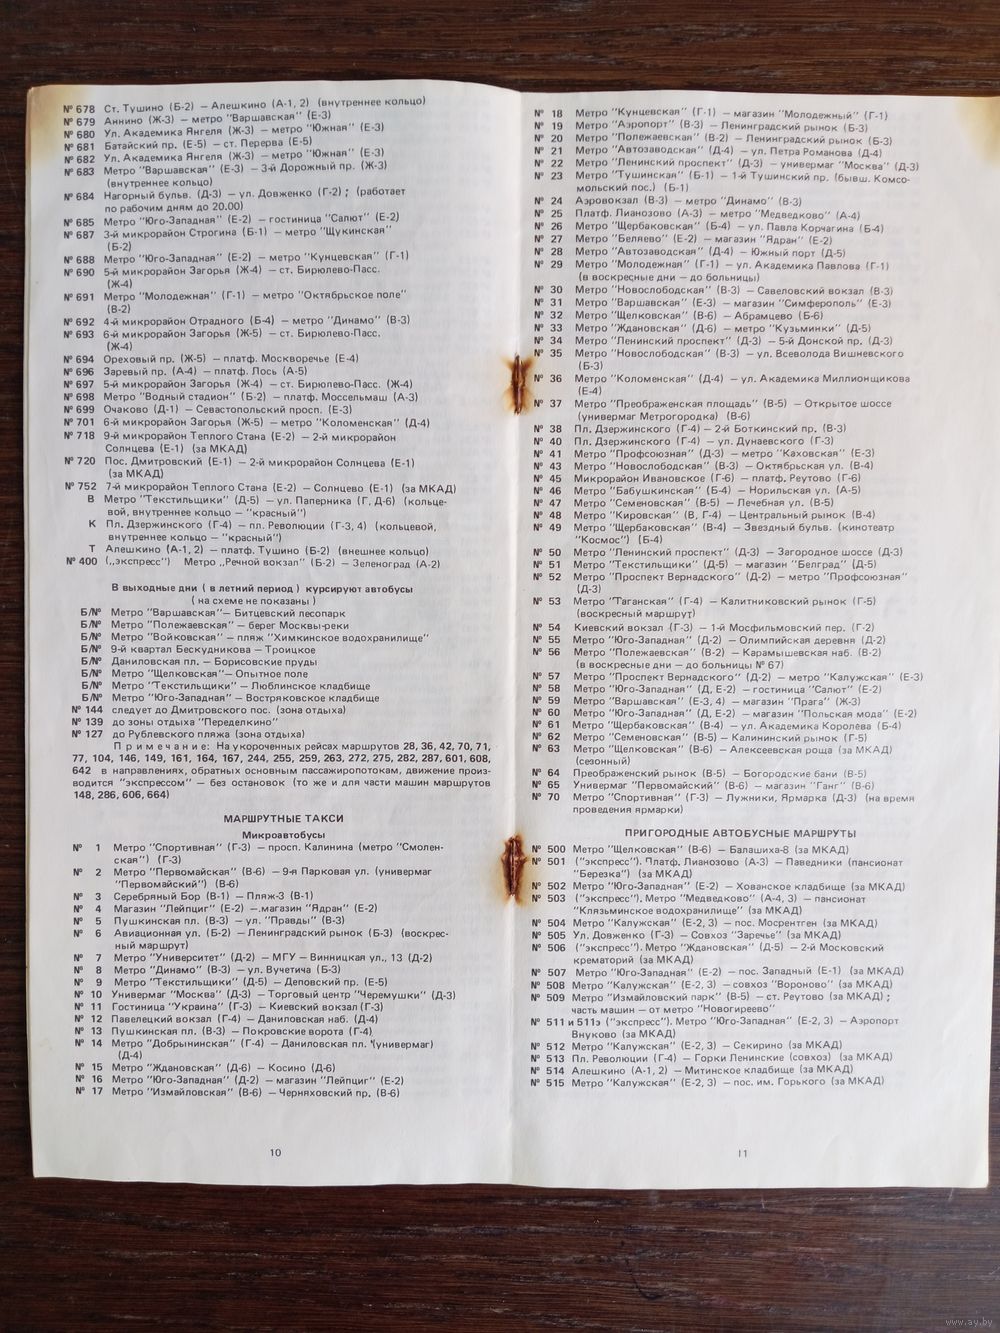 № 678 Ст. Тушино (Б-2) – Алешкино (А-1, 2) (внутреннее кольцо)
№ 679 Аннино (Ж-3) – метро "Варшавская" (Е-3)
№ 680 Ул. Академика Янгеля (Ж-3) – метро "Южная" (Е-3)
№ 681 Батайский пр. (Е-5) – ст. Перерва (Е-5)
№ 682 Ул. Академика Янгеля (Ж-3) – метро "Южная" (Е-3)
№ 683 Метро "Варшавская" (Е-3) – 3-й Дорожный пр. (Ж-3)
(внутреннее кольцо)
№ 684 Нагорный бульв. (Д-3) – ул. Довженко (Г-2) ; (работает
по рабочим дням до 20.00)
№ 685 Метро "Юго-Западная" (Е-2) – гостиница "Салют" (Е-2)
№ 687 3-й микрорайон Строгина (Б-1) – метро "Щукинская"
(Б-2)
№ 688 Метро "Юго-Западная" (Е-2) – метро "Кунцевская" (Г-1)
№ 690 5-й микрорайон Загорья (Ж-4) – ст. Бирюлево-Пасс.
(Ж-4)
№ 691 Метро "Молодежная" (Г-1) – метро "Октябрьское поле"
(В-2)
№ 692 4-й микрорайон Отрадного (Б-4) – метро "Динамо" (В-3)
№ 693 6-й микрорайон Загорья (Ж-5) – ст. Бирюлево-Пасс.
(Ж-4)
№ 694 Ореховый пр. (Ж-5) – платф. Москворечье (Е-4)
№ 696 Заревый пр. (А-4) – платф. Лось (А-5)
№ 697 5-й микрорайон Загорья (Ж-4) – ст. Бирюлево-Пасс. (Ж-4)
№ 698 Метро "Водный стадион" (Б-2) – платф. Моссельмаш (А-3)
№ 699 Очаково (Д-1) – Севастопольский просп. (Е-3)
№ 701 6-й микрорайон Загорья (Ж-5) – метро "Коломенская" (Д-4)
№ 718 9-й микрорайон Теплого Стана (Е-2) – 2-й микрорайон
Солнцева (Е-1) (за МКАД)
№ 720 Пос. Дмитровский (Е-1) – 2-й микрорайон Солнцева (Е-1)
(за МКАД)
№ 752 7-й микрорайон Теплого Стана (Е-2) – Солнцево (Е-1) (за МКАД)
В Метро "Текстильщики" (Д-5) – ул. Паперника (Г, Д-6) (кольце-
вой, внутреннее кольцо – "красный")
К Пл. Дзержинского (Г-4) – пл. Революции (Г-3, 4) (кольцевой,
внутреннее кольцо – "красный")
Т Алешкино (А-1, 2) – платф. Тушино (Б-2) (внешнее кольцо)
№ 400 („экспресс") Метро „Речной вокзал" (Б-2) – Зеленоград (А-2)
В выходные дни ( в летний период ) курсируют автобусы
( на схеме не показаны )
Б/№ Метро "Варшавская"– Битцевский лесопарк
Б/№ Метро "Полежаевская" – берег Москвы-реки
Б/№ Метро "Войковская" – пляж "Химкинское водохранилище"
Б/№ 9-й квартал Бескудникова – Троицкое
Б/№ Даниловская пл. – Борисовские пруды
Б/№ Метро "Щелковская"– Опытное поле
Б/№ Метро "Текстильщики" – Люблинское кладбище
Б/№ Метро "Юго-Западная" – Востряковское кладбище
№ 144 следует до Дмитровского пос. (зона отдыха)
№ 139 до зоны отдыха "Переделкино"
№ 127 до Рублевского пляжа (зона отдыха)
Примечание: На укороченных рейсах маршрутов 28, 36, 42, 70, 71,
77, 104, 146, 149, 161, 164, 167, 244, 255, 259, 263, 272, 275, 282, 287, 601, 608,
642 в направлениях, обратных основным пассажиропотокам, движение произ-
водится "экспрессом" – без остановок (то же и для части машин маршрутов
148, 286, 606, 664)
МАРШРУТНЫЕ ТАКСИ
Микроавтобусы
№ 1 Метро "Спортивная" (Г-3) – просп. Калинина (метро "Смолен-
ская") (Г-3)
№ 2 Метро "Первомайская" (В-6) – 9-я Парковая ул. (универмаг
"Первомайский") (В-6)
№ 3 Серебряный Бор (В-1) – Пляж-3 (В-1)
№ 4 Магазин "Лейпциг" (Е-2) –.магазин "Ядран" (Е-2)
№ 5 Пушкинская пл. (В-3) – ул. "Правды" (В-3)
№ 6 Авиационная ул. (Б-2) – Ленинградский рынок (Б-3) (воскрес-
ный маршрут)
№ 7 Метро "Университет" (Д-2) – МГУ – Винницкая ул., 13 (Д-2)
№ 8 Метро "Динамо" (В-3) – ул. Вучетича (Б-3)
№ 9 Метро "Текстильщики" (Д-5) – Деповский пр. (Е-5)
№ 10 Универмаг "Москва" (Д-3) – Торговый центр "Черемушки" (Д-3)
№ 11 Гостиница "Украина" (Г-3) – Киевский вокзал (Г-3)
№ 12 Павелецкий вокзал (Г-4) – Даниловская наб. (Д-4)
№ 13 Пушкинская пл. (В-3) – Покровские ворота (Г-4)
№ 14 Метро "Добрынинская" (Г-4) – Даниловская пл. (универмаг)
(Д-4)
№ 15 Метро "Ждановская" (Д-6) – Косино (Д-6)
№ 16 Метро "Юго-Западная" (Д-2) – магазин "Лейпциг" (Е-2)
№ 17 Метро "Измайловская" (В-6) – Черняховский пр. (В-6)
10
№ 18 Метро "Кунцевская" (Г-1) – магазин "Молодежный" (Г-1)
№ 19 Метро "Аэропорт" (В-3) – Ленинградский рынок (Б-3)
№ 20 Метро "Полежаевская" (В-2) – Ленинградский рынок (Б-3)
№ 21 Метро "Автозаводская" (Д-4) – ул. Петра Романова (Д-4)
№ 22 Метро "Ленинский проспект" (Д-3) – универмаг "Москва" (Д-3)
№ 23 Метро "Тушинская" (Б-1) – 1-й Тушинский пр. (бывш. Комсо-
мольский пос.) (Б-1)
№ 24 Аэровокзал (В-3) – метро "Динамо" (В-3)
№ 25 Платф. Лианозово (А-3) – метро "Медведково" (А-4)
№ 26 Метро "Щербаковская" (Б-4) – ул. Павла Корчагина (Б-4)
№ 27 Метро "Беляево" (Е-2) – магазин "Ядран" (Е-2)
№ 28 Метро "Автозаводская" (Д-4) – Южный порт (Д-5)
№ 29 Метро "Молодежная" (Г-1) – ул. Академика Павлова (Г-1)
(в воскресные дни – до больницы)
№ 30 Метро "Новослободская" (В-3) – Савеловский вокзал (В-3)
№ 31 Метро "Варшавская" (Е-3) – магазин "Симферополь" (Е-3)
№ 32 Метро "Щелковская" (В-6) – Абрамцево (Б-6)
№ 33 Метро "Ждановская" (Д-6) – метро "Кузьминки" (Д-5)
№ 34 Метро "Ленинский проспект" (Д-3) – 5-й Донской пр. (Д-3)
№ 35 Метро "Новослободская" (В-3) – ул. Всеволода Вишневского
(Б-3)
№ 36 Метро "Коломенская" (Д-4) – ул. Академика Миллионщикова
(Е-4)
№ 37 Метро "Преображенская площадь" (В-5) – Открытое шоссе
(универмаг Метрогородка) (В-6)
№ 38 Пл. Дзержинского (Г-4) – 2-й Боткинский пр. (В-3)
№ 40 Пл. Дзержинского (Г-4) – ул. Дунаевского (Г-3)
№ 41 Метро "Профсоюзная" (Д-3) – метро "Каховская" (Е-3)
№ 43 Метро "Новослободская" (В-3) – Октябрьская ул. (В-4)
№ 45 Микрорайон Ивановское (Г-6) – платф. Реутово (Г-6)
№ 46 Метро "Бабушкинская" (Б-4) – Норильская ул. (А-5)
№ 47 Метро "Семеновская" (В-5) – Лечебная ул. (В-5)
№ 48 Метро "Кировская" (В, Г-4) – Центральный рынок (В-4)
№ 49 Метро "Щербаковская" (В-4) – Звездный бульв. (кинотеатр
"Космос") (Б-4)
№ 50 Метро "Ленинский проспект" (Д-3) – Загородное шоссе (Д-3)
№ 51 Метро "Текстильщики" (Д-5) – магазин "Белград" (Д-5)
№ 52 Метро "Проспект Вернадского" (Д-2) – метро "Профсоюзная"
(Д-3)
№ 53 Метро "Таганская" (Г-4) – Калитниковский рынок (Г-5)
(воскресный маршрут)
№ 54 Киевский вокзал (Г-3) – 1-й Мосфильмовский пер. (Г-2)
№ 55 Метро "Юго-Западная" (Д-2) – Олимпийская деревня (Д-2)
№ 56 Метро "Полежаевская" (В-2) – Карамышевская наб. (В-2)
(в воскресные дни – до больницы № 67)
№ 57 Метро "Проспект Вернадского" (Д-2) – метро "Калужская" (Е-3)
№ 58 Метро "Юго-Западная" (Д, Е-2) – гостиница "Салют" (Е-2)
№ 59 Метро "Варшавская" (Е-3, 4) – магазин "Прага" (Ж-3)
№ 60 Метро "Юго-Западная" (Д, Е-2) – магазин "Польская мода" (Е-2)
№ 61 Метро "Щербаковская" (В-4) – ул. Академика Королева (Б-4)
№ 62 Метро "Семеновская" (В-5) – Калининский рынок (Г-5)
№ 63 Метро "Щелковская" (В-6) – Алексеевская роща (за МКАД)
(сезонный)
№ 64 Преображенский рынок (В-5) – Богородские бани (В-5)
№ 65 Универмаг "Первомайский" (В-6) – магазин "Ганг" (В-6)
№ 70 Метро "Спортивная" (Г-3) – Лужники, Ярмарка (Д-3) (на время
проведения ярмарки)
ПРИГОРОДНЫЕ АВТОБУСНЫЕ МАРШРУТЫ
№ 500 Метро "Щелковская" (В-6) – Балашиха-8 (за МКАД)
№ 501 ("экспресс"). Платф. Лианозово (А-3) – Паведники (пансионат
"Березка") (за МКАД)
№ 502 Метро "Юго-Западная" (Е-2) – Хованское кладбище (за МКАД)
№ 503 ("экспресс"). Метро "Медведково" (А-4, 3) – пансионат
"Клязьминское водохранилище" (за МКАД)
№ 504 Метро "Калужская" (Е-2, 3) – пос. Мосрентген (за МКАД)
№ 505 Ул. Довженко (Г-3) – Совхоз "Заречье" (за МКАД)
№ 506 ("экспресс"). Метро "Ждановская" (Д-5) – 2-й Московский
крематорий (за МКАД)
№ 507 Метро "Юго-Западная" (Е-2) – пос. Западный (Е-1) (за МКАД)
№ 508 Метро "Калужская" (Е-2, 3) – совхоз "Вороново" (за МКАД)
№ 509 Метро "Измайловский парк" (В-5) – ст. Реутово (за МКАД) ;
часть машин – от метро "Новогиреево"
№ 511 и 511э ("экспресс"). Метро "Юго-Западная" (Е-2, 3) – Аэропорт
Внуково (за МКАД)
№ 512 Метро "Калужская" (Е-2, 3) – Секирино (за МКАД)
№ 513 Пл. Революции (Г-4) – Горки Ленинские (совхоз) (за МКАД)
№ 514 Алешкино (А-1, 2) – Митинское кладбище (за МКАД)
№ 515 Метро "Калужская" (Е-2, 3) – пос. им. Горького (за МКАД)
11
www.ay.by